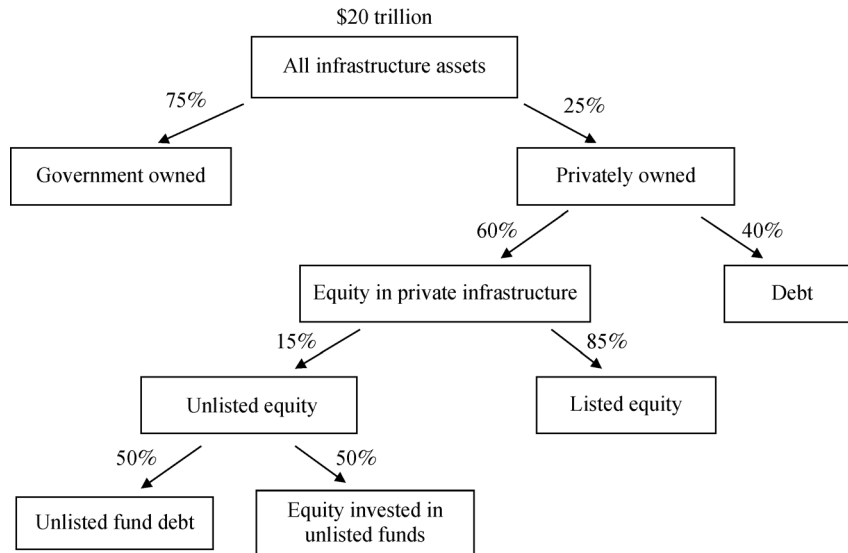 $20 trillion
All infrastructure assets
75%
25%
Government owned
Privately owned
60%
40%
Equity in private infrastructure
Debt
15%
85%
Unlisted equity
Listed equity
50%
50%
Unlisted fund debt
Equity invested in
unlisted funds